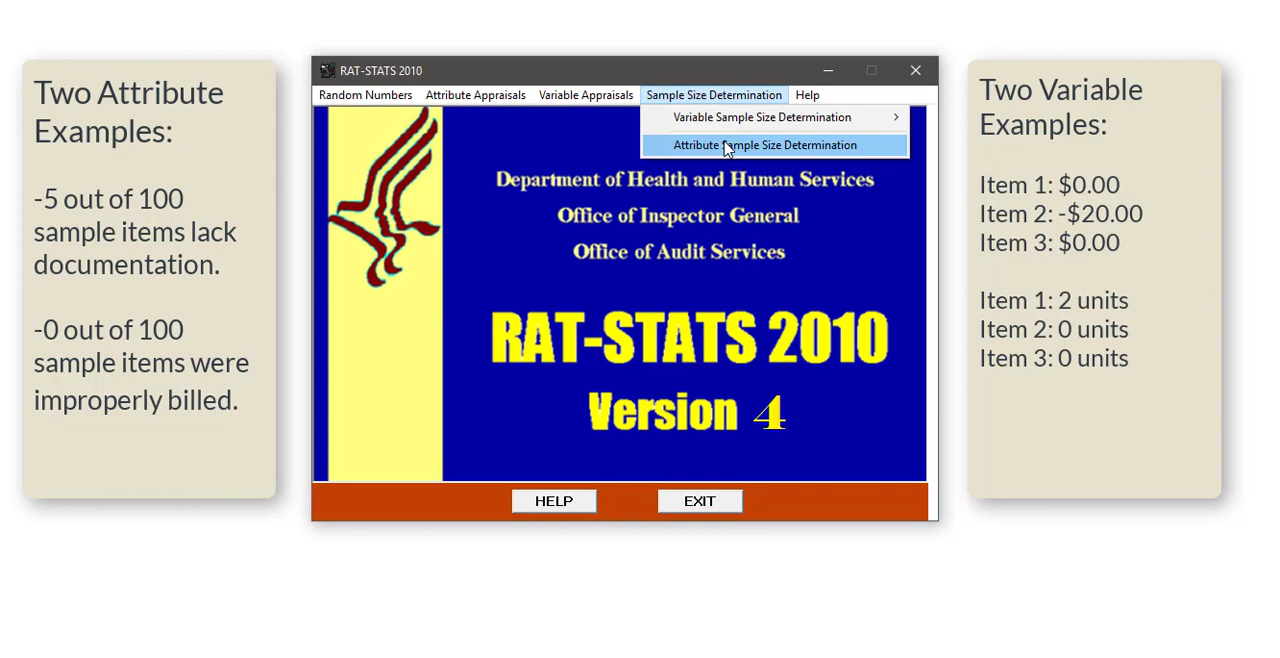 Two Attribute
Examples:
-5 out of 100
sample items lack
documentation.
-0 out of 100
sample items were
improperly billed.
RAT-STATS 2010
Random Numbers Attribute Appraisals Variable Appraisals Sample Size Determination Help
Variable Sample Size Determination
Attribute Sample Size Determination
Department of Health and Human Services
Office of Inspector General
Office of Audit Services
RAT-STATS 2010
Version 4
HELP EXIT
Two Variable
Examples:
Item 1: $0.00
Item 2: -$20.00
Item 3: $0.00
Item 1: 2 units
Item 2: 0 units
Item 3: 0 units